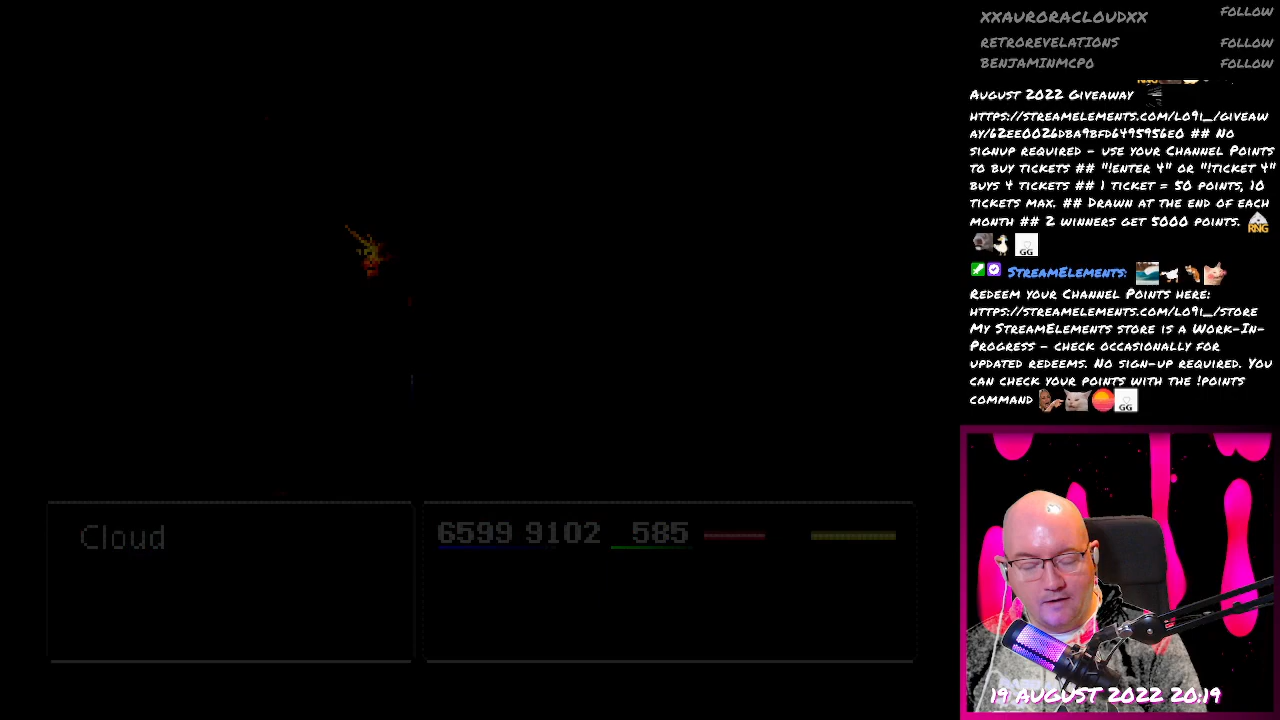 XXAURORACLOUDXX FOLLOW
RETROREVELATIONS FOLLOW
BENJAMINMCPO FOLLOW
AUGUST 2022 GIVEAWAY
HTTPS://STREAMELEMENTS.COM/LO9I_/GIVEAW
AY/62EE0026DBA9BFD6495956E0 ## NO
SIGNUP REQUIRED - USE YOUR CHANNEL POINTS
TO BUY TICKETS ## "!ENTER 4" OR "!TICKET 4"
BUYS 4 TICKETS ## 1 TICKET = 50 POINTS, 10
TICKETS MAX. ## DRAWN AT THE END OF EACH
MONTH ## 2 WINNERS GET 5000 POINTS. RNG
GG
STREAMELEMENTS:
REDEEM YOUR CHANNEL POINTS HERE:
HTTPS://STREAMELEMENTS.COM/LO9I_/STORE
MY STREAMELEMENTS STORE IS A WORK-IN-
PROGRESS - CHECK OCCASIONALLY FOR
UPDATED REDEEMS. NO SIGN-UP REQUIRED. YOU
CAN CHECK YOUR POINTS WITH THE !POINTS
COMMAND GG
Cloud 6599 9102 585
19 AUGUST 2022 20:19